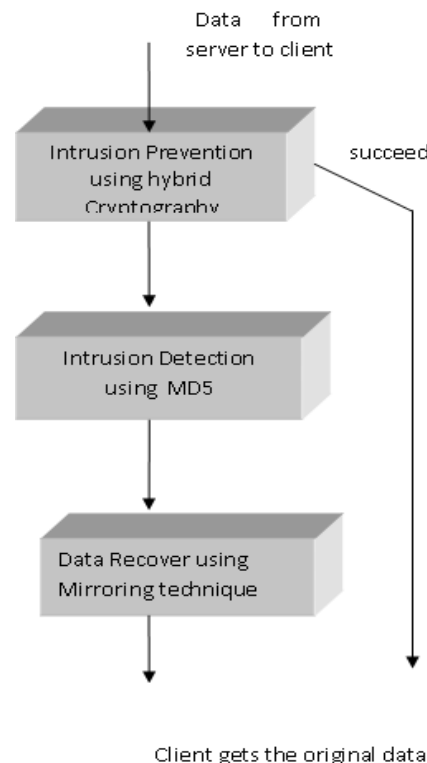 Data from
server to client
Intrusion Prevention
using hybrid
Cryptography
succeed
Intrusion Detection
using MD5
Data Recover using
Mirroring technique
Client gets the original data